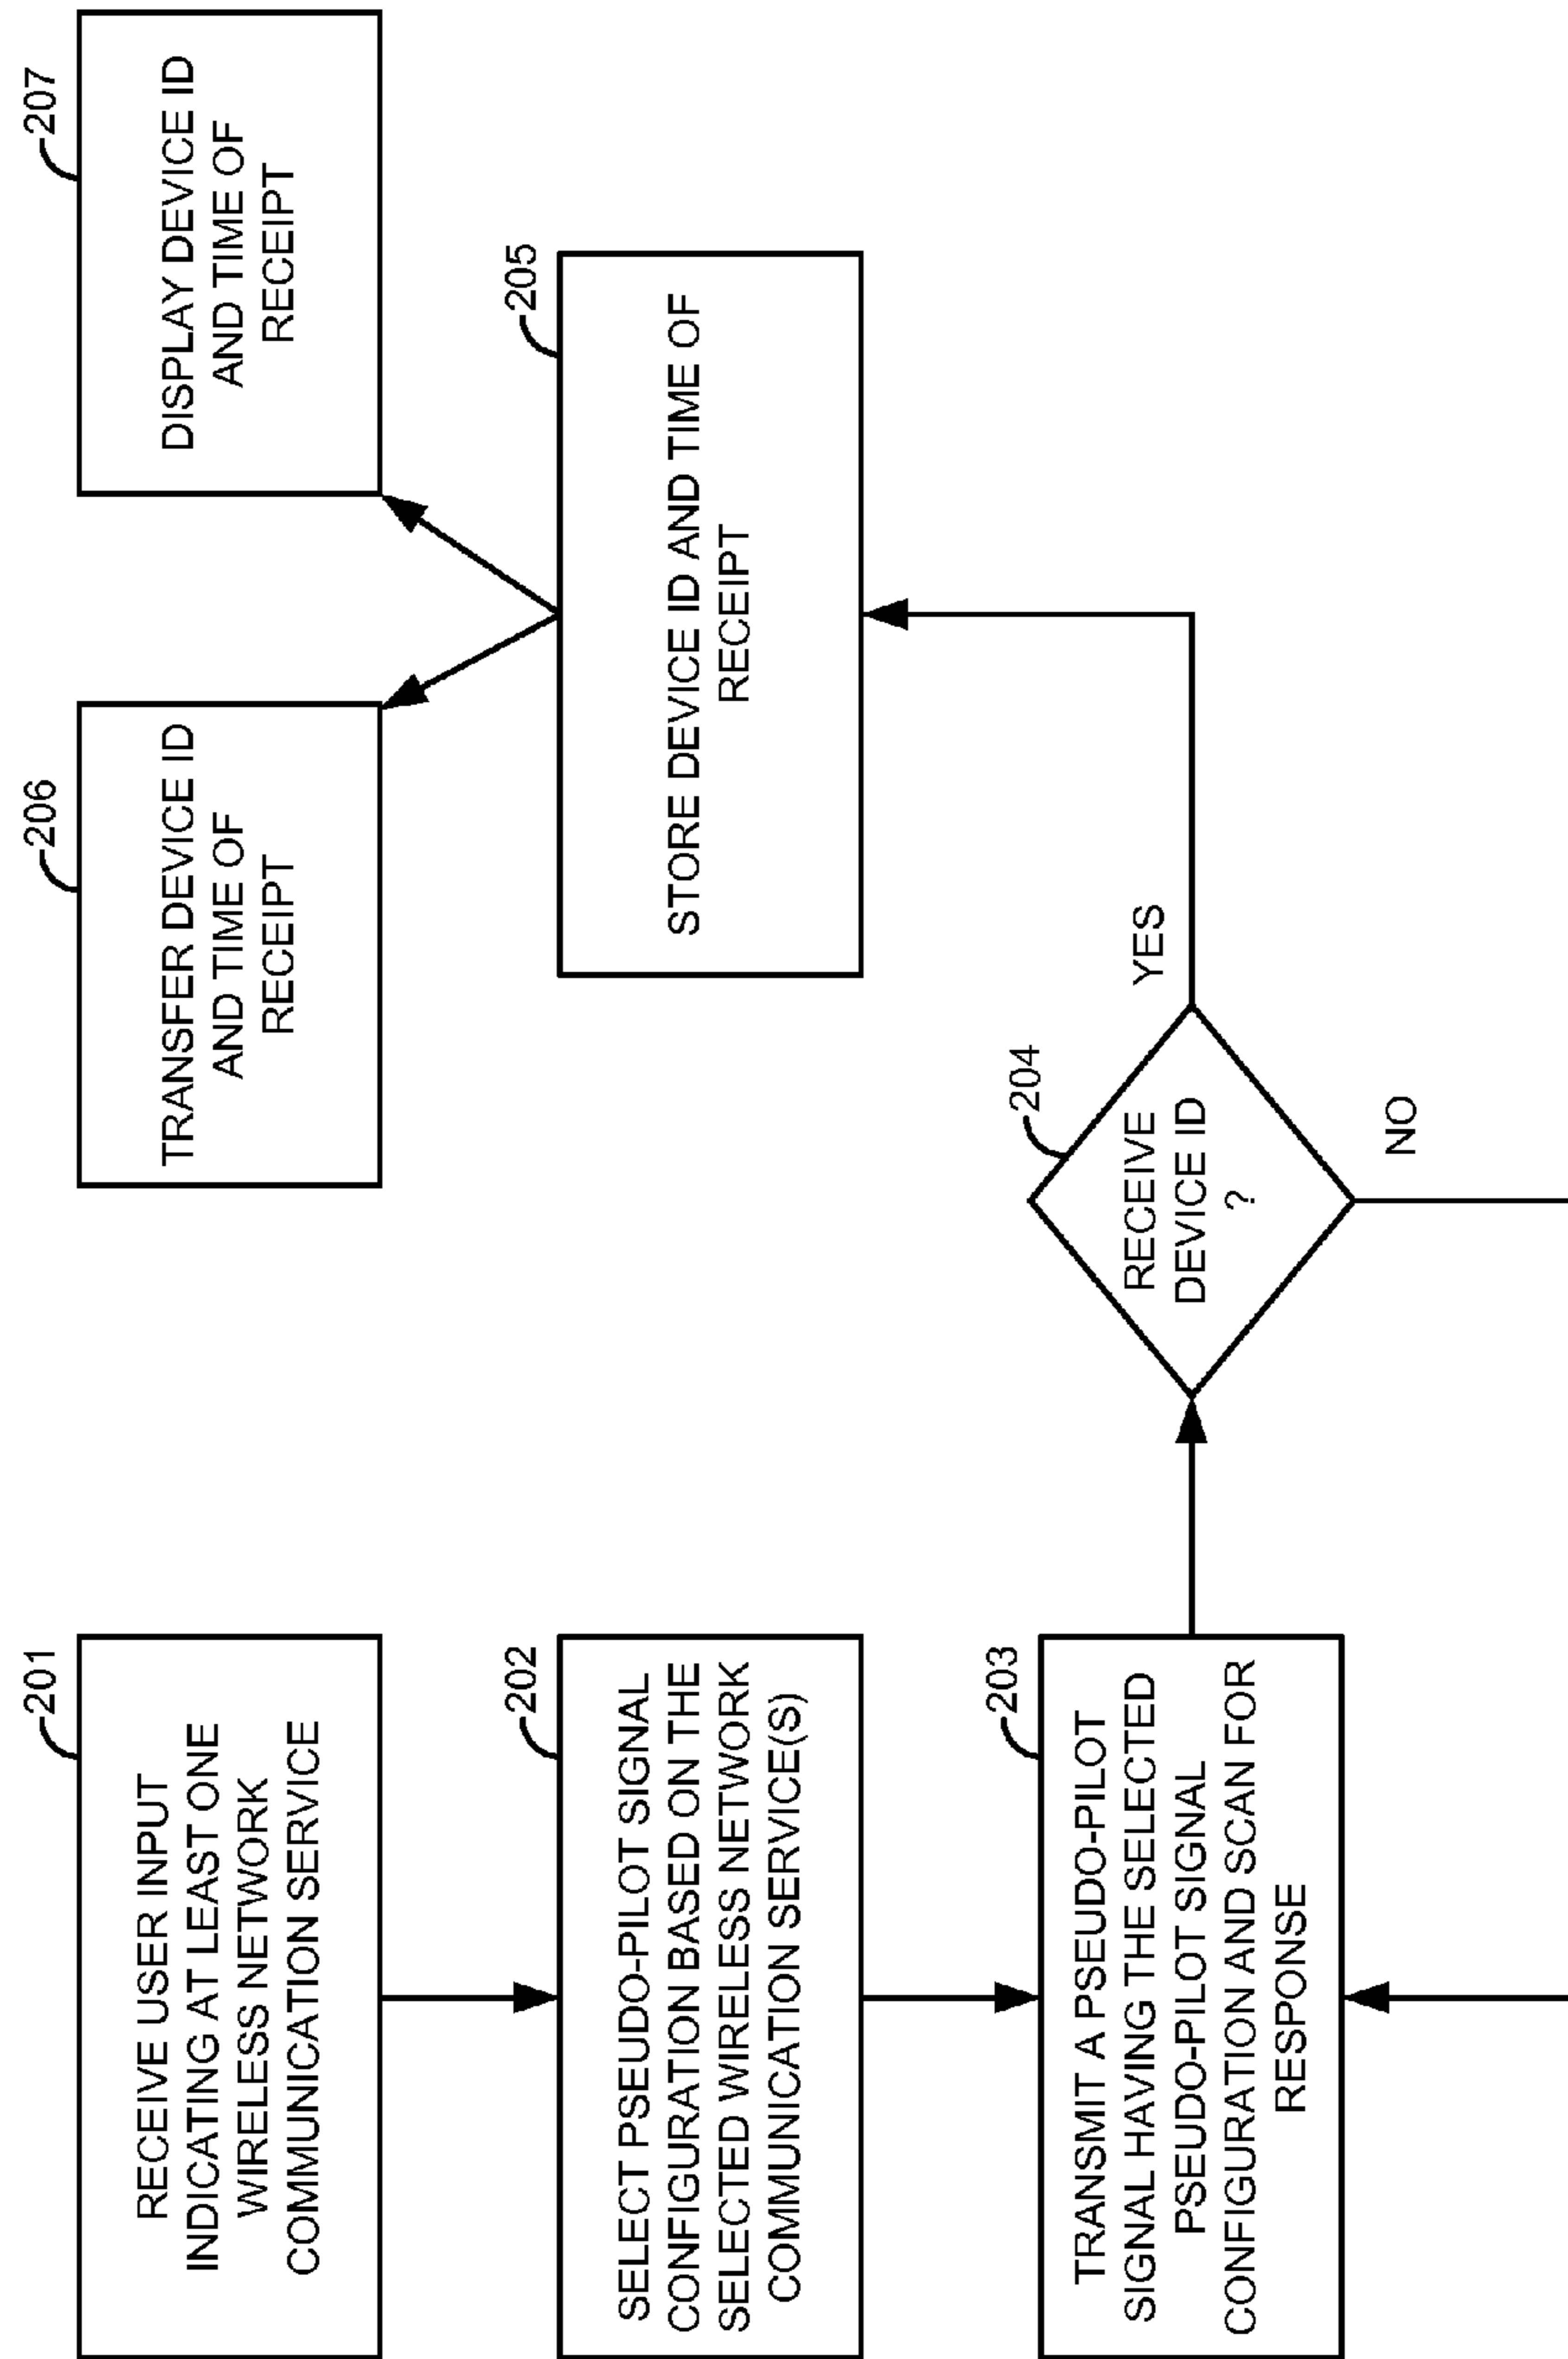 201
RECEIVE USER INPUT
INDICATING AT LEAST ONE
WIRELESS NETWORK
COMMUNICATION SERVICE
202
SELECT PSEUDO-PILOT SIGNAL
CONFIGURATION BASED ON THE
SELECTED WIRELESS NETWORK
COMMUNICATION SERVICE(S)
203
TRANSMIT A PSEUDO-PILOT
SIGNAL HAVING THE SELECTED
PSEUDO-PILOT SIGNAL
CONFIGURATION AND SCAN FOR
RESPONSE
204
RECEIVE
DEVICE ID
?
YES
NO
205
STORE DEVICE ID AND TIME OF
RECEIPT
206
TRANSFER DEVICE ID
AND TIME OF
RECEIPT
207
DISPLAY DEVICE ID
AND TIME OF
RECEIPT